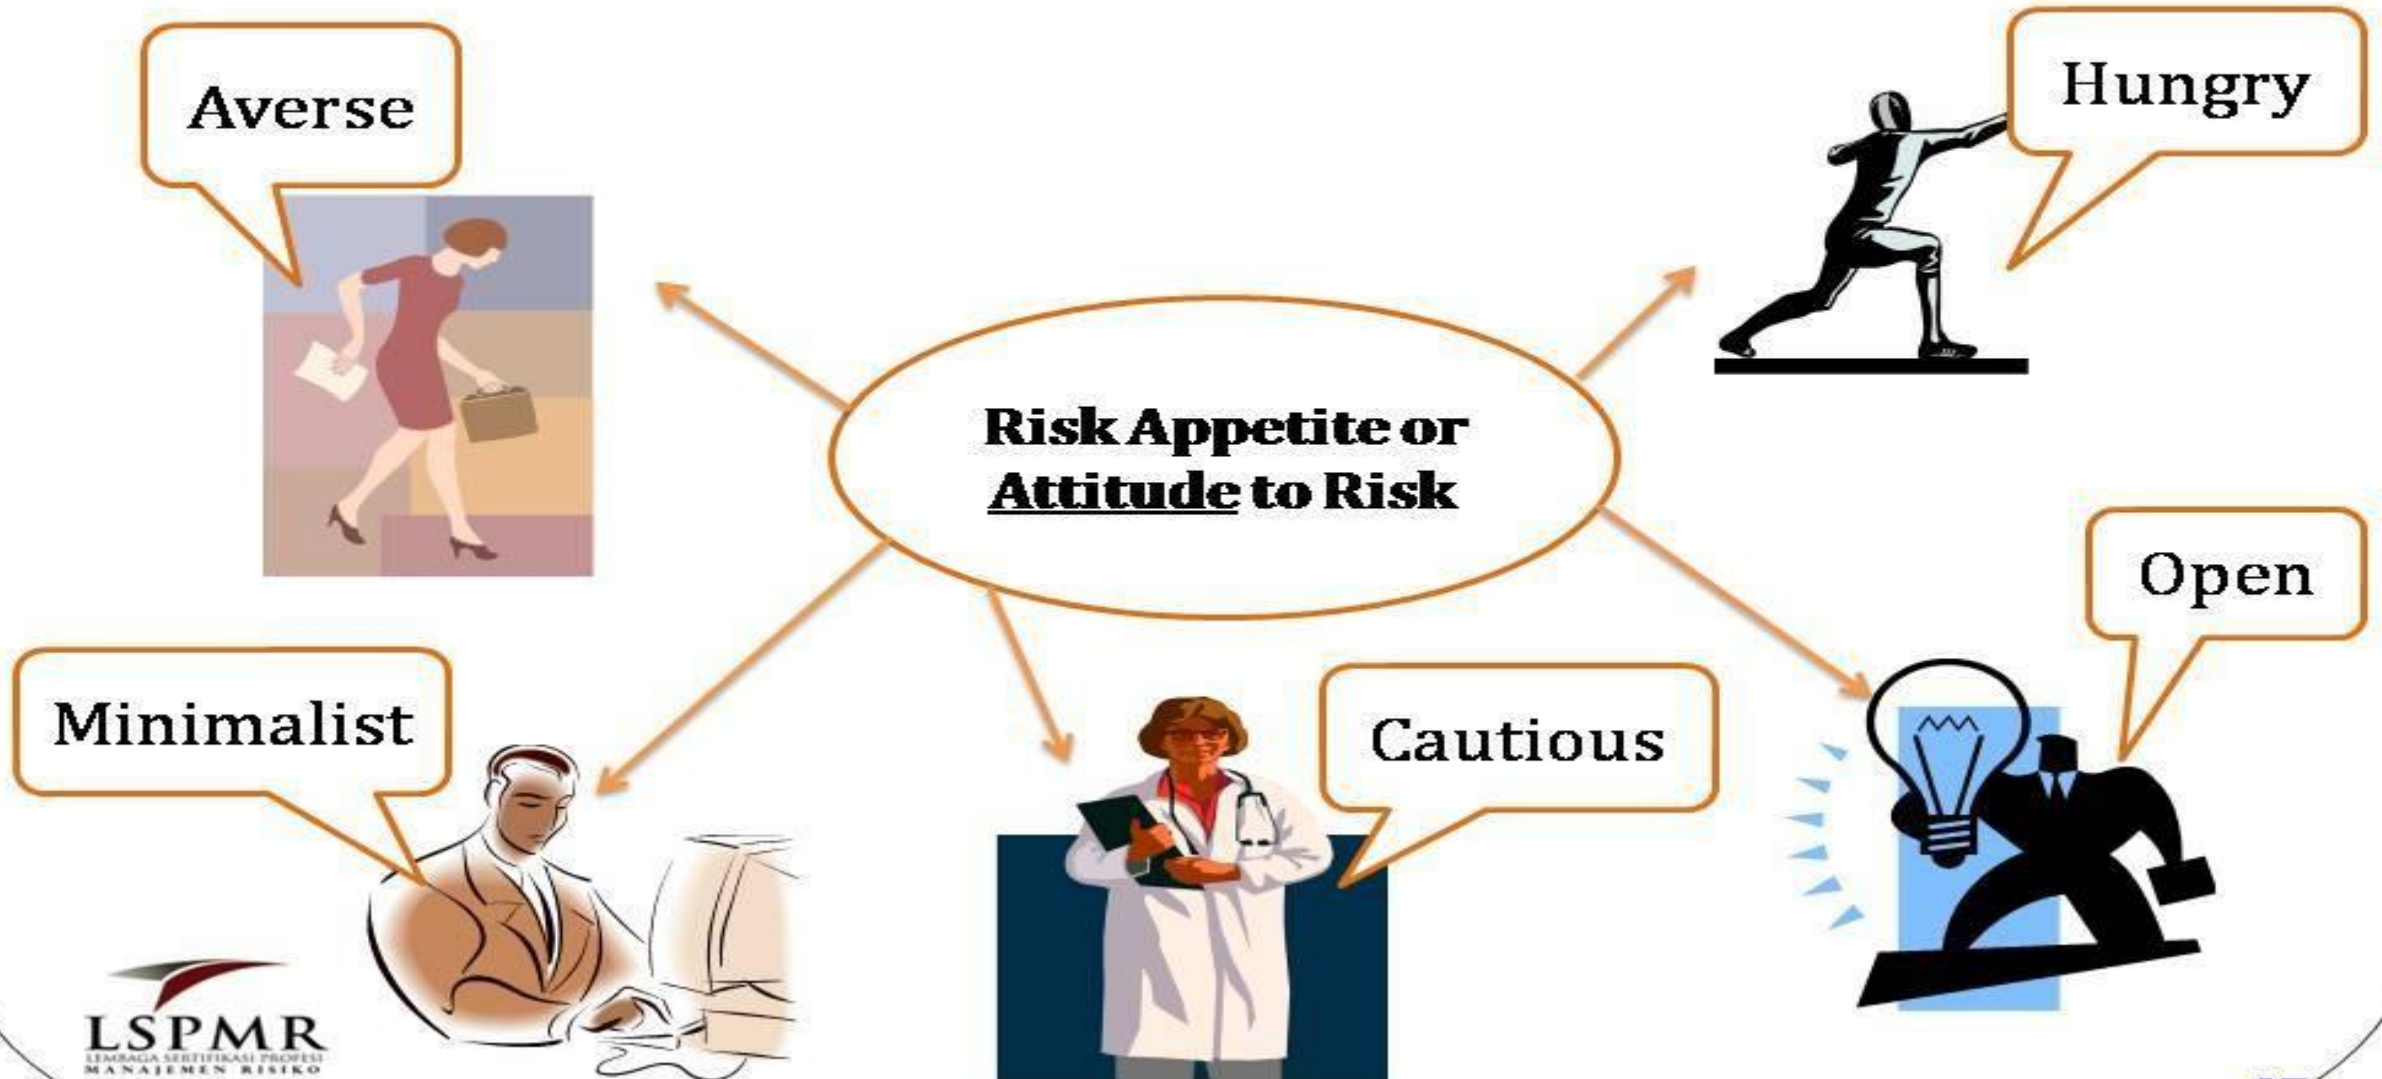 Averse
Hungry
Risk Appetite or
Attitude to Risk
Open
Minimalist
Cautious
LSPMR
LEMBAGA SERTIFIKASI PROFESI
MANAJEMEN RISIKO